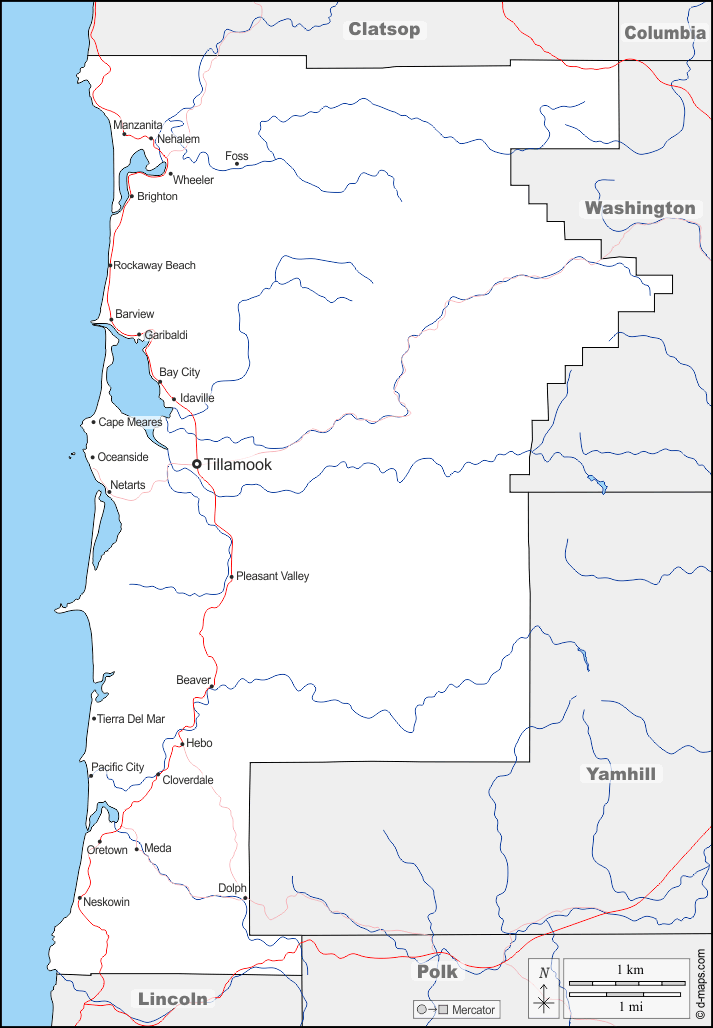 Clatsop
Columbia
Manzanita
Nehalem
Foss
Wheeler
Brighton
Washington
Rockaway Beach
Barview
Garibaldi
Bay City
Idaville
Cape Meares
Oceanside
Tillamook
Netarts
Pleasant Valley
Beaver
Tierra Del Mar
Hebo
Pacific City
Cloverdale
Yamhill
Oretown
Meda
Dolph
Neskowin
Polk
Lincoln
N
1 km
1 mi
Mercator
© d-maps.com